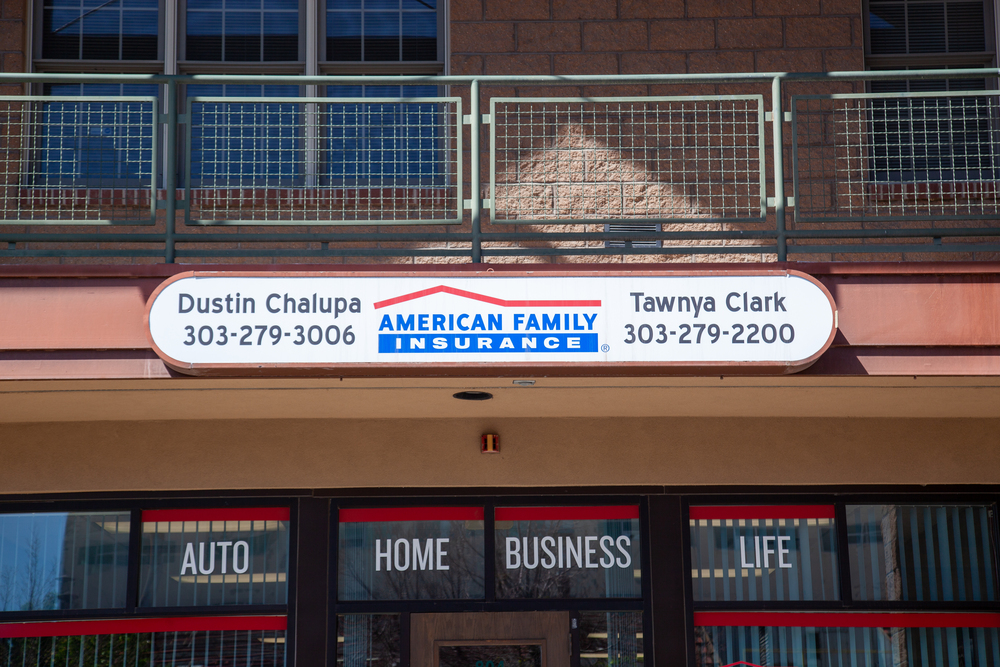 Dustin Chalupa
303-279-3006
AMERICAN FAMILY
INSURANCE ®
Tawnya Clark
303-279-2200
AUTO
HOME
BUSINESS
LIFE